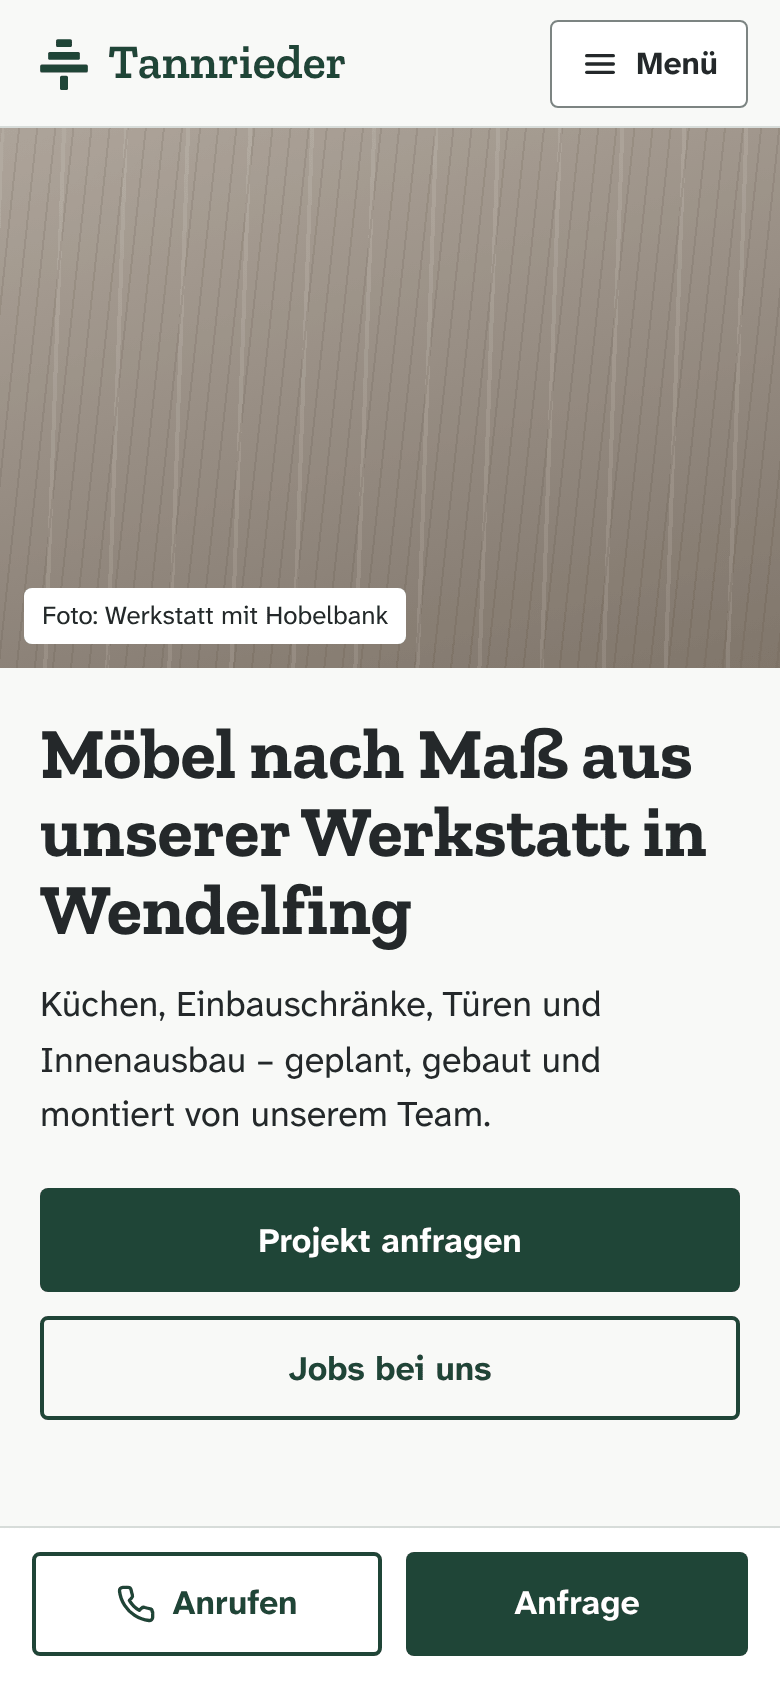 Tannrieder
Menü
Foto: Werkstatt mit Hobelbank
Möbel nach Maß aus
unserer Werkstatt in
Wendelfing
Küchen, Einbauschränke, Türen und
Innenausbau – geplant, gebaut und
montiert von unserem Team.
Projekt anfragen
Jobs bei uns
Anrufen
Anfrage